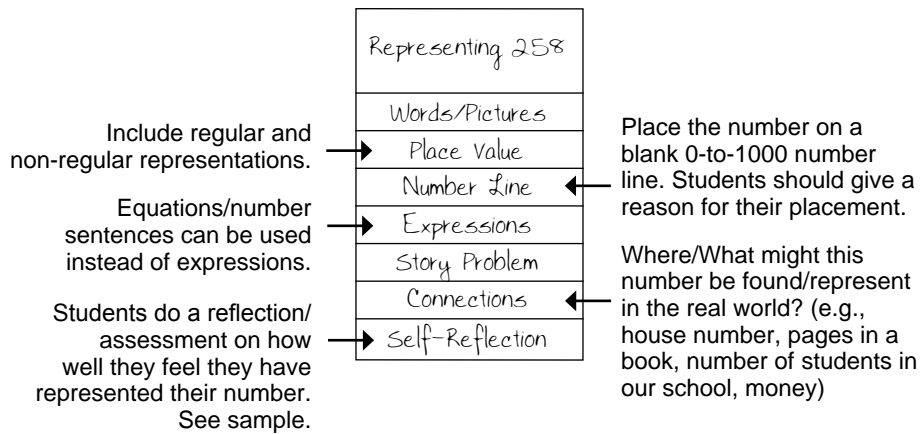 Representing 258
Words/Pictures
Place Value
Number Line
Expressions
Story Problem
Connections
Self-Reflection
Include regular and
non-regular representations.
Equations/number
sentences can be used
instead of expressions.
Students do a reflection/
assessment on how
well they feel they have
represented their number.
See sample.
Place the number on a
blank 0-to-1000 number
line. Students should give a
reason for their placement.
Where/What might this
number be found/represent
in the real world? (e.g.,
house number, pages in a
book, number of students in
our school, money)